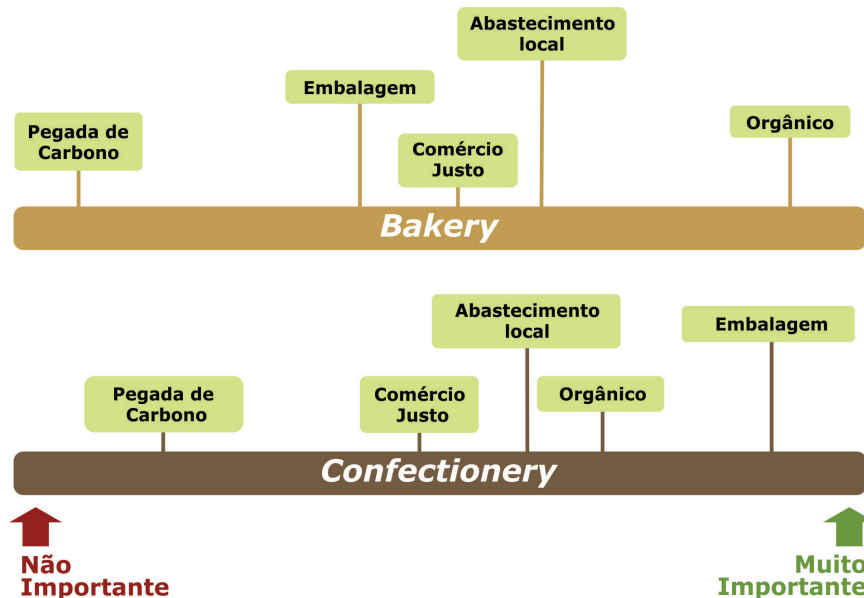 Abastecimento
local
Embalagem
Pegada de
Carbono
Comércio
Justo
Orgânico
Bakery
Abastecimento
local
Embalagem
Pegada de
Carbono
Comércio
Justo
Orgânico
Confectionery
Não
Importante
Muito
Importante